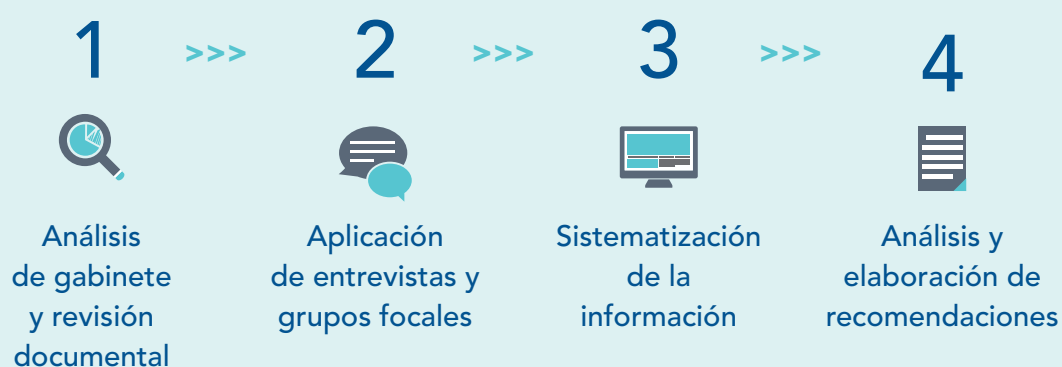 1 >>> 2 >>> 3 >>> 4
Análisis
de gabinete
y revisión
documental
Aplicación
de entrevistas y
grupos focales
Sistematización
de la
información
Análisis y
elaboración de
recomendaciones